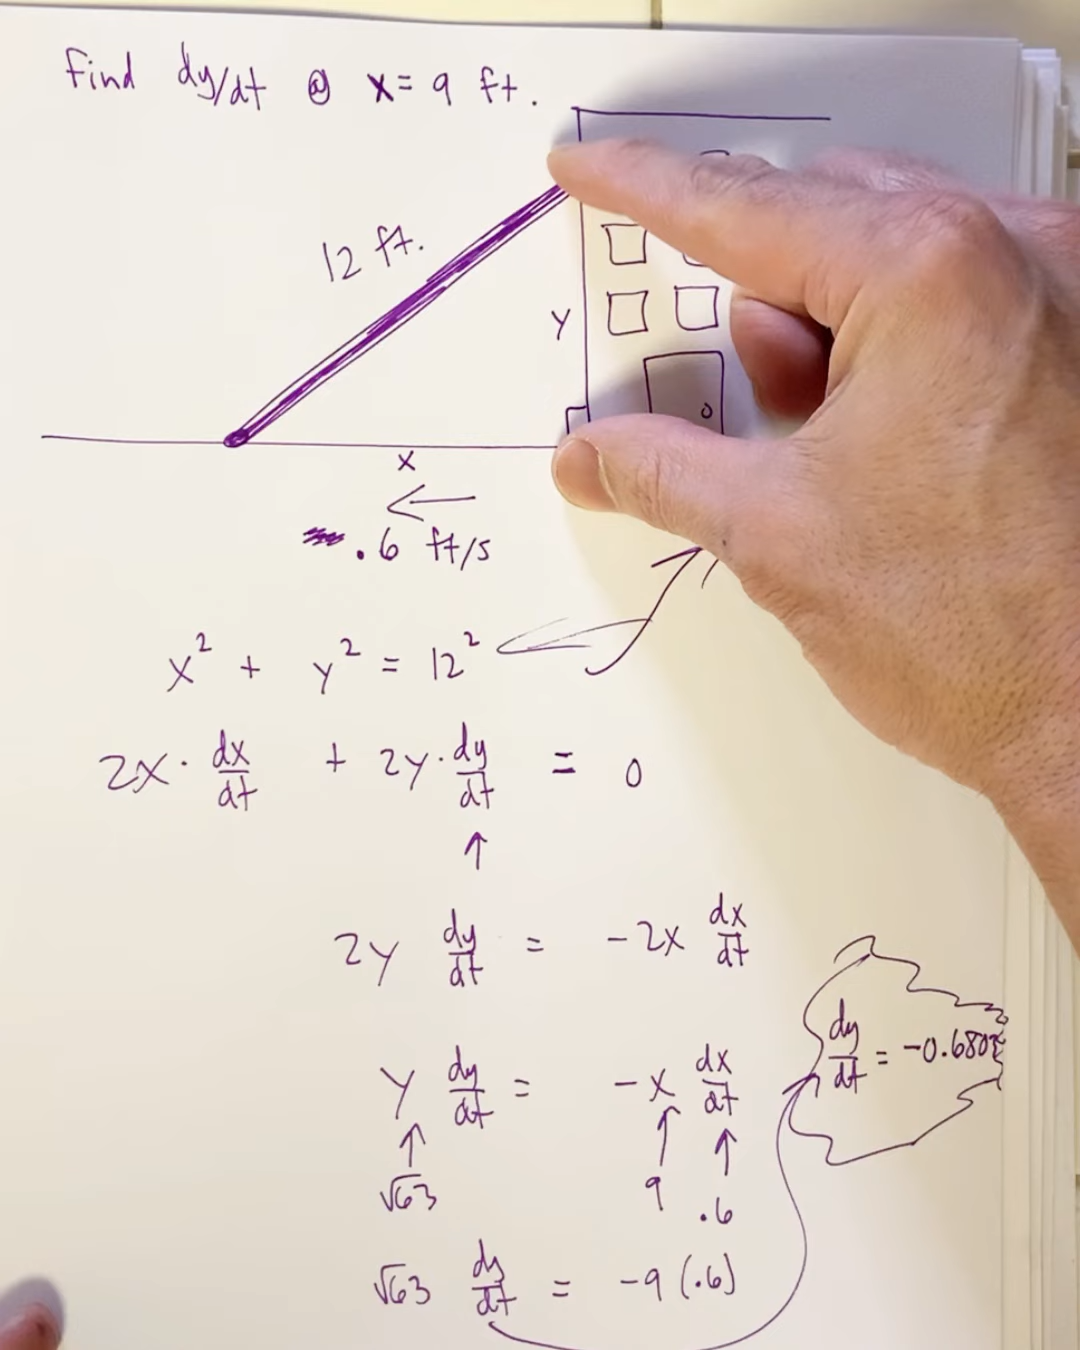 find dy/dt @ x = 9 ft.
12 ft.
y
x
.6 ft/s
x² + y² = 12²
2x · dx/dt + 2y · dy/dt = 0
2y dy/dt = -2x dx/dt
dy/dt = -0.680
y dy/dt = -x dx/dt
√63 9 .6
√63 dy/dt = -9 (.6)